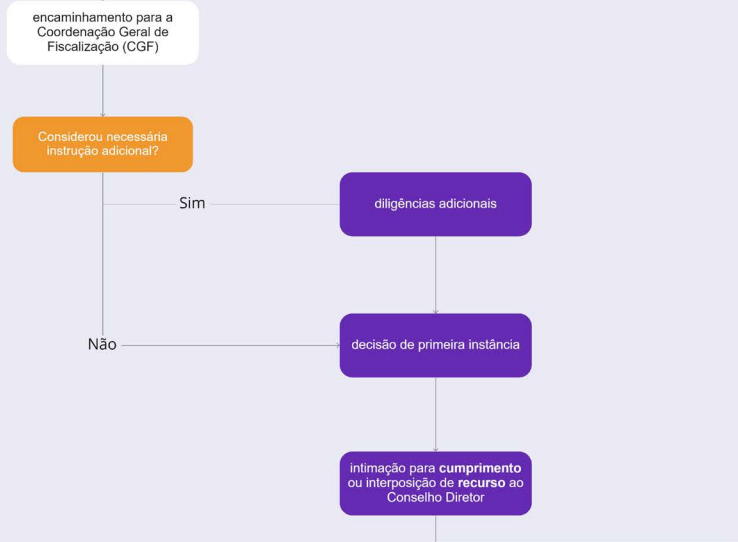 encaminhamento para a
Coordenação Geral de
Fiscalização (CGF)
Considerou necessária
instrução adicional?
Sim
diligências adicionais
Não
decisão de primeira instância
intimação para cumprimento
ou interposição de recurso ao
Conselho Diretor